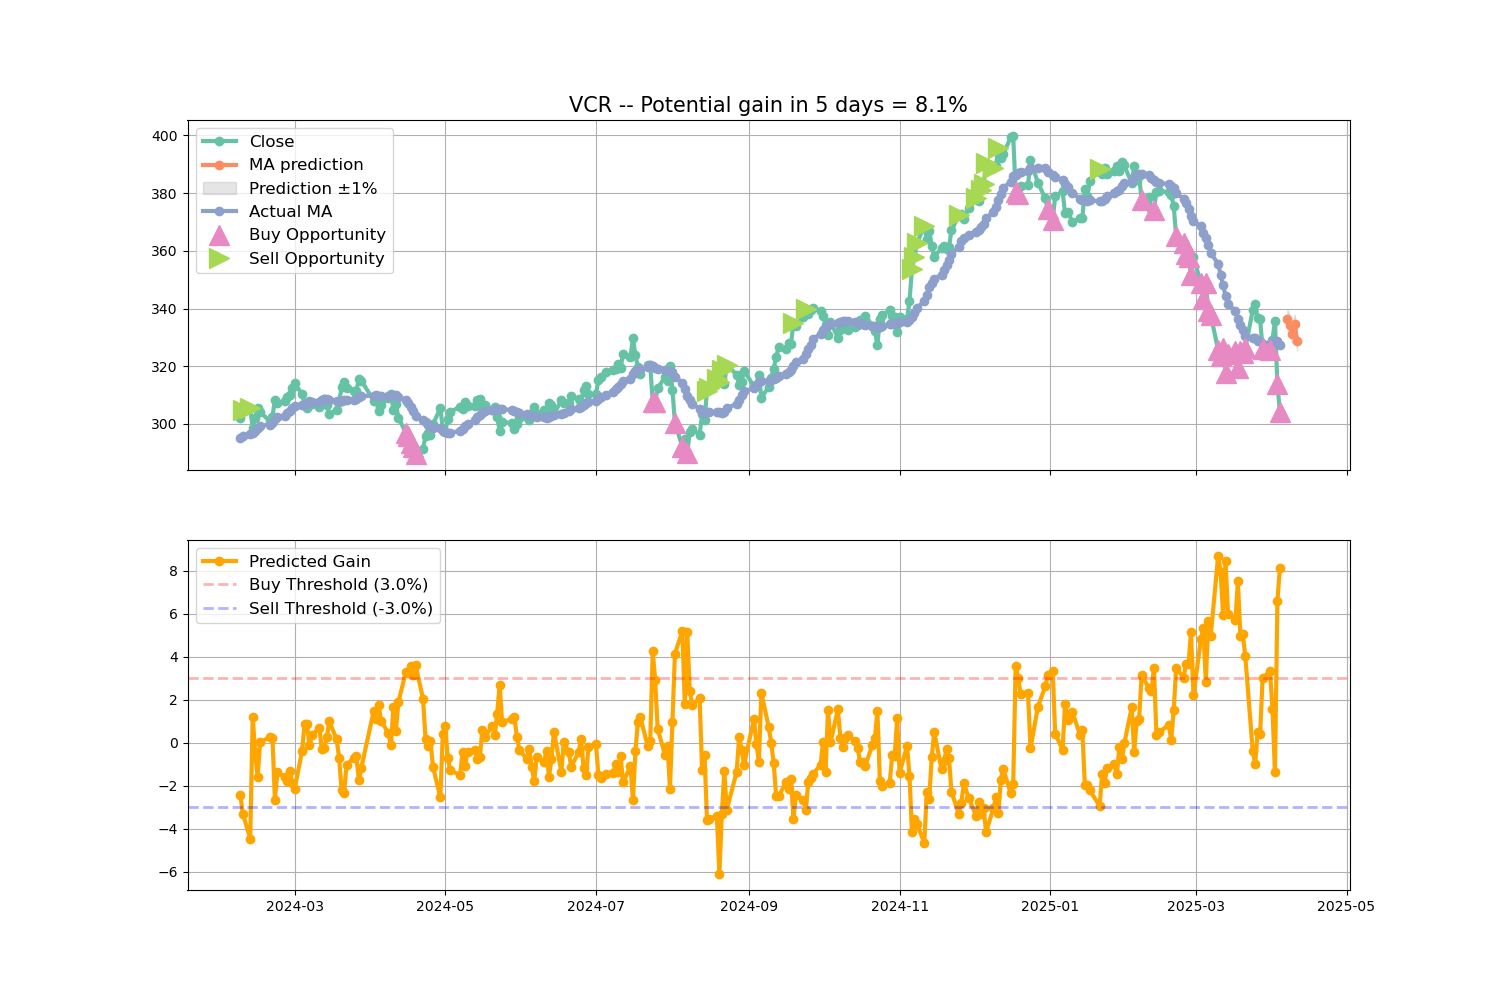 VCR -- Potential gain in 5 days = 8.1%
400
380
360
340
320
300
Close
MA prediction
Prediction ±1%
Actual MA
Buy Opportunity
Sell Opportunity
8
6
4
2
0
−2
−4
−6
Predicted Gain
Buy Threshold (3.0%)
Sell Threshold (-3.0%)
2024-03
2024-05
2024-07
2024-09
2024-11
2025-01
2025-03
2025-05